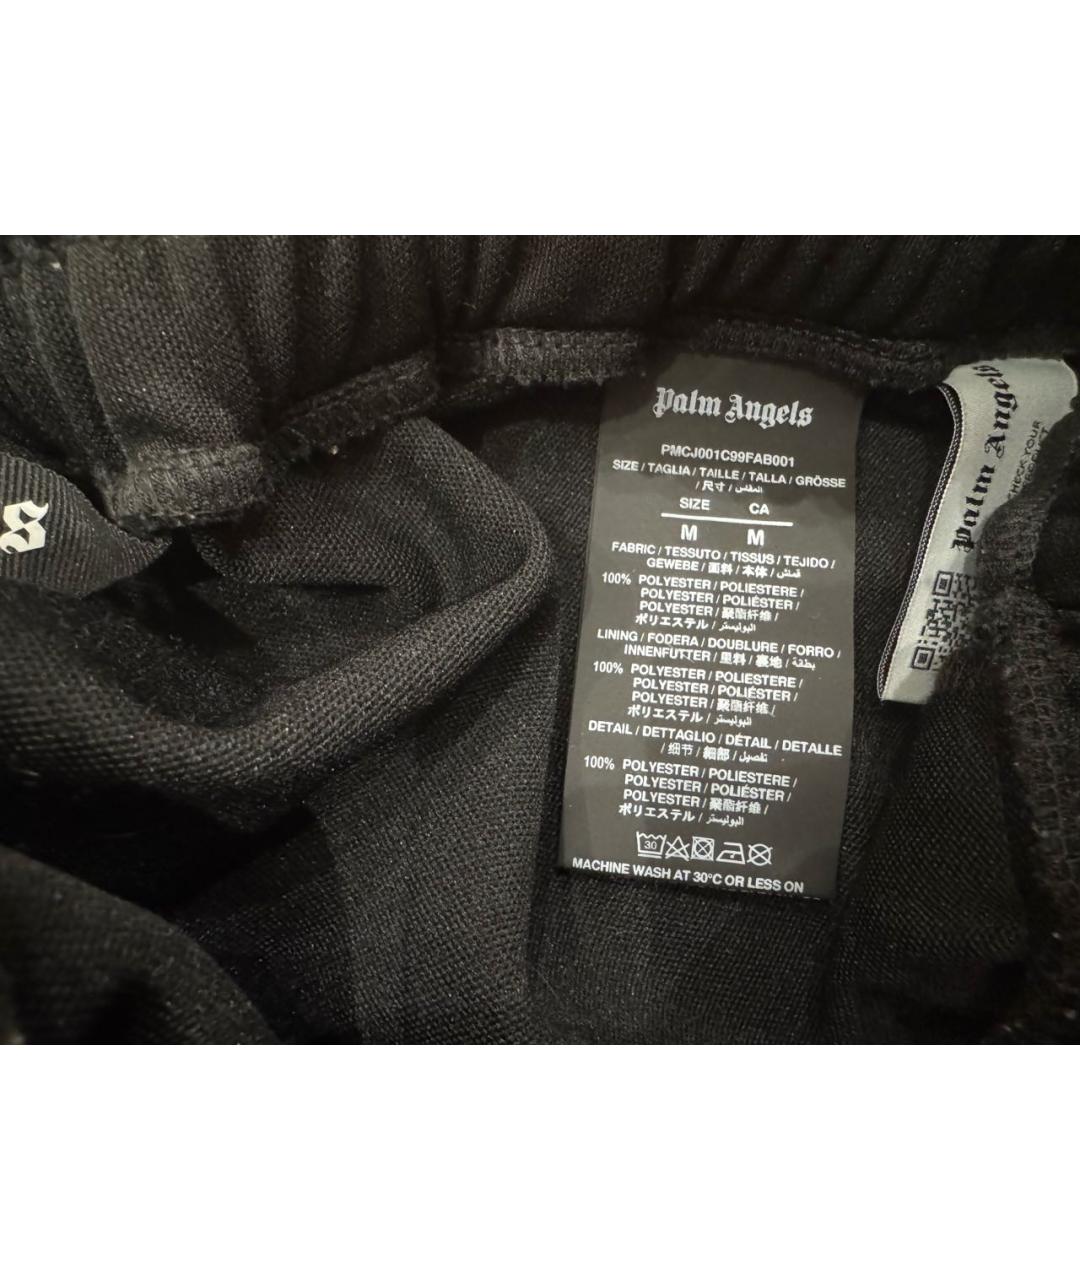 Palm Angels
PMCJ001C99FAB001
SIZE / TAGLIA / TAILLE / TALLA / GRÖSSE
/ 尺寸 / المقاس
SIZE CA
M M
FABRIC / TESSUTO / TISSUS / TEJIDO /
GEWEBE / 面料 / 本体 / قماش
100% POLYESTER / POLIESTERE /
POLYESTER / POLIÉSTER /
POLYESTER / 聚酯纤维 /
ポリエステル / البوليستر
LINING / FODERA / DOUBLURE / FORRO /
INNENFUTTER / 里料 / 裏地 / بطانة
100% POLYESTER / POLIESTERE /
POLYESTER / POLIÉSTER /
POLYESTER / 聚酯纤维 /
ポリエステル / البوليستر
DETAIL / DETTAGLIO / DÉTAIL / DETALLE
/ 细节 / 細部 / تفصيل
100% POLYESTER / POLIESTERE /
POLYESTER / POLIÉSTER /
POLYESTER / 聚酯纤维 /
ポリエステル / البوليستر
30
MACHINE WASH AT 30°C OR LESS ON
Palm Angels
CHECK YOUR
s